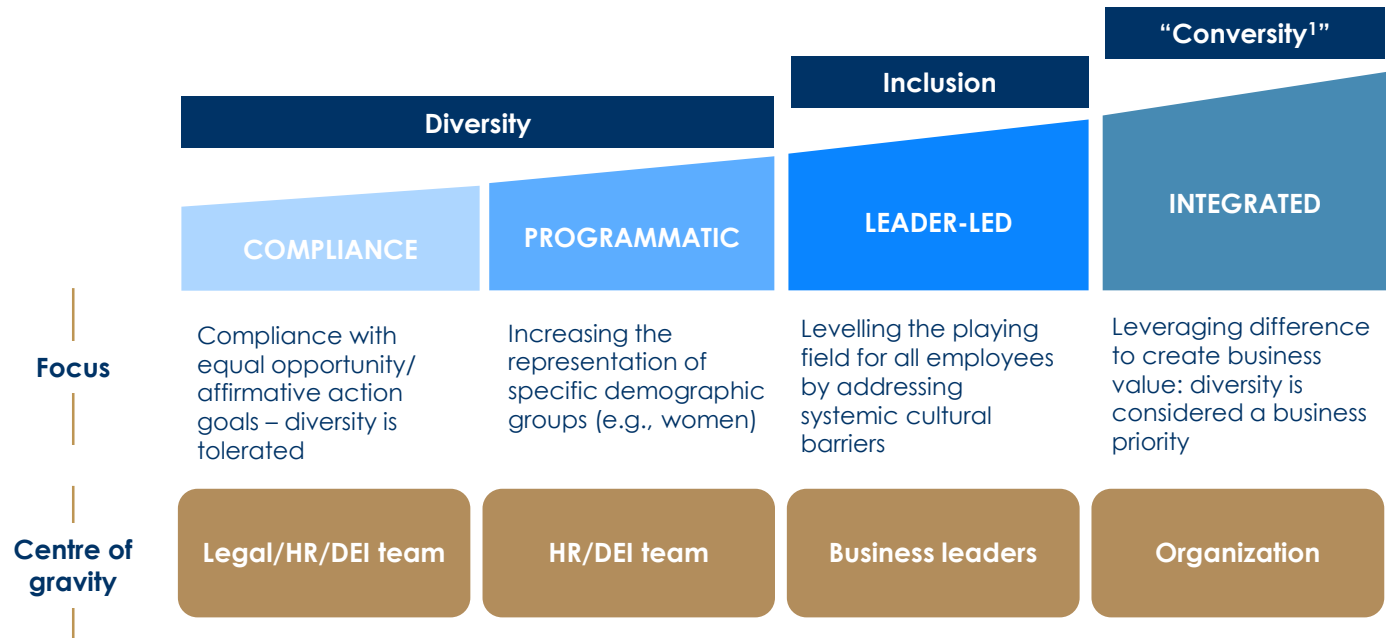 “Conversity¹”
Inclusion
Diversity
COMPLIANCE
PROGRAMMATIC
LEADER-LED
INTEGRATED
Focus
Compliance with
equal opportunity/
affirmative action
goals – diversity is
tolerated
Increasing the
representation of
specific demographic
groups (e.g., women)
Levelling the playing
field for all employees
by addressing
systemic cultural
barriers
Leveraging difference
to create business
value: diversity is
considered a business
priority
Centre of
gravity
Legal/HR/DEI team
HR/DEI team
Business leaders
Organization